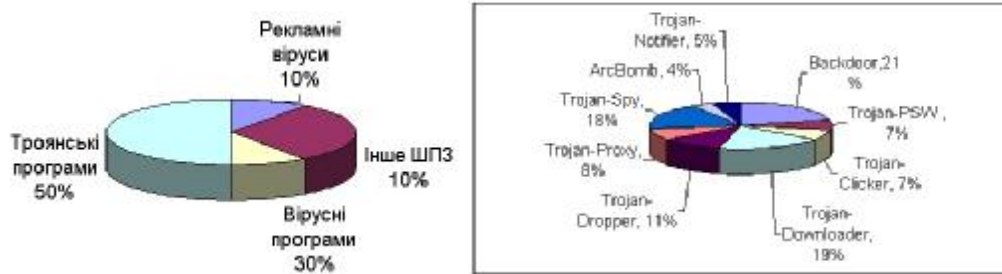 Рекламні
віруси
10%
Троянські
програми
50%
Інше ШПЗ
10%
Вірусні
програми
30%
Trojan-
Notifier, 5%
ArcBomb, 4%
Trojan-Spy,
18%
Trojan-Proxy,
8%
Trojan-
Dropper, 11%
Trojan-
Downloader,
19%
Trojan-
Clicker, 7%
Trojan-PSW,
7%
Backdoor,21
%